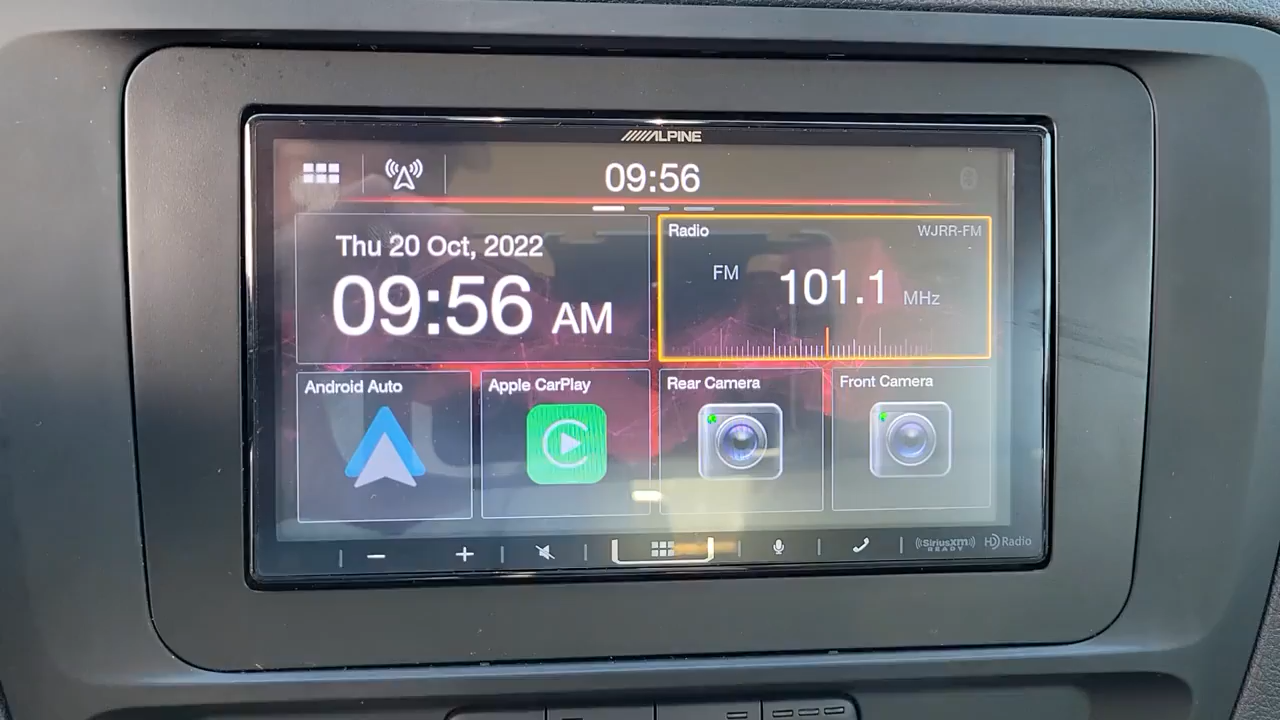 ALPINE
09:56
Thu 20 Oct, 2022
09:56 AM
Radio WJRR-FM
FM 101.1 MHz
Android Auto
Apple CarPlay
Rear Camera
Front Camera
((SiriusXM))
READY
HD Radio